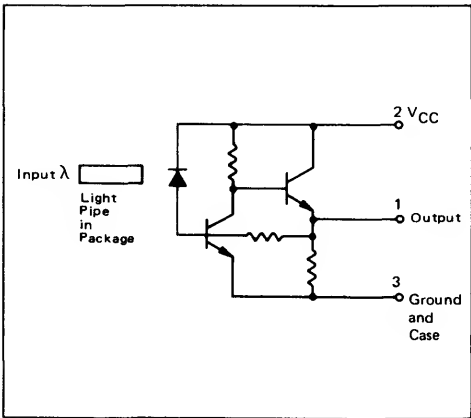 2 VCC
Input λ
Light
Pipe
in
Package
1
Output
3
Ground
and
Case